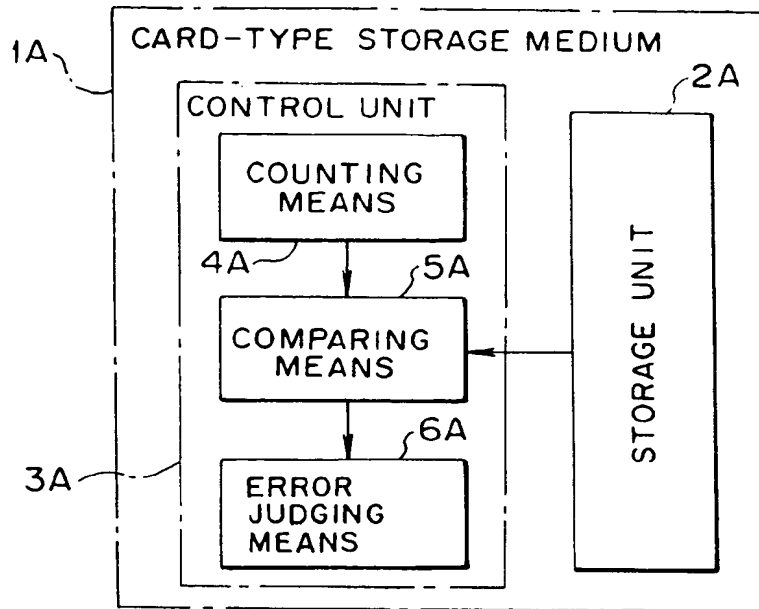 CARD-TYPE STORAGE MEDIUM
1A
2A
CONTROL UNIT
COUNTING
MEANS
4A
5A
COMPARING
MEANS
STORAGE UNIT
6A
3A
ERROR
JUDGING
MEANS